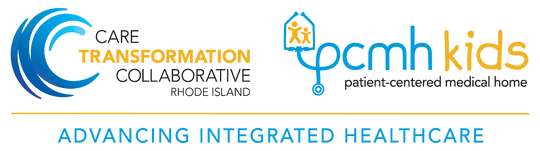 CARE
TRANSFORMATION
COLLABORATIVE
RHODE ISLAND
pcmh kids
patient-centered medical home
ADVANCING INTEGRATED HEALTHCARE